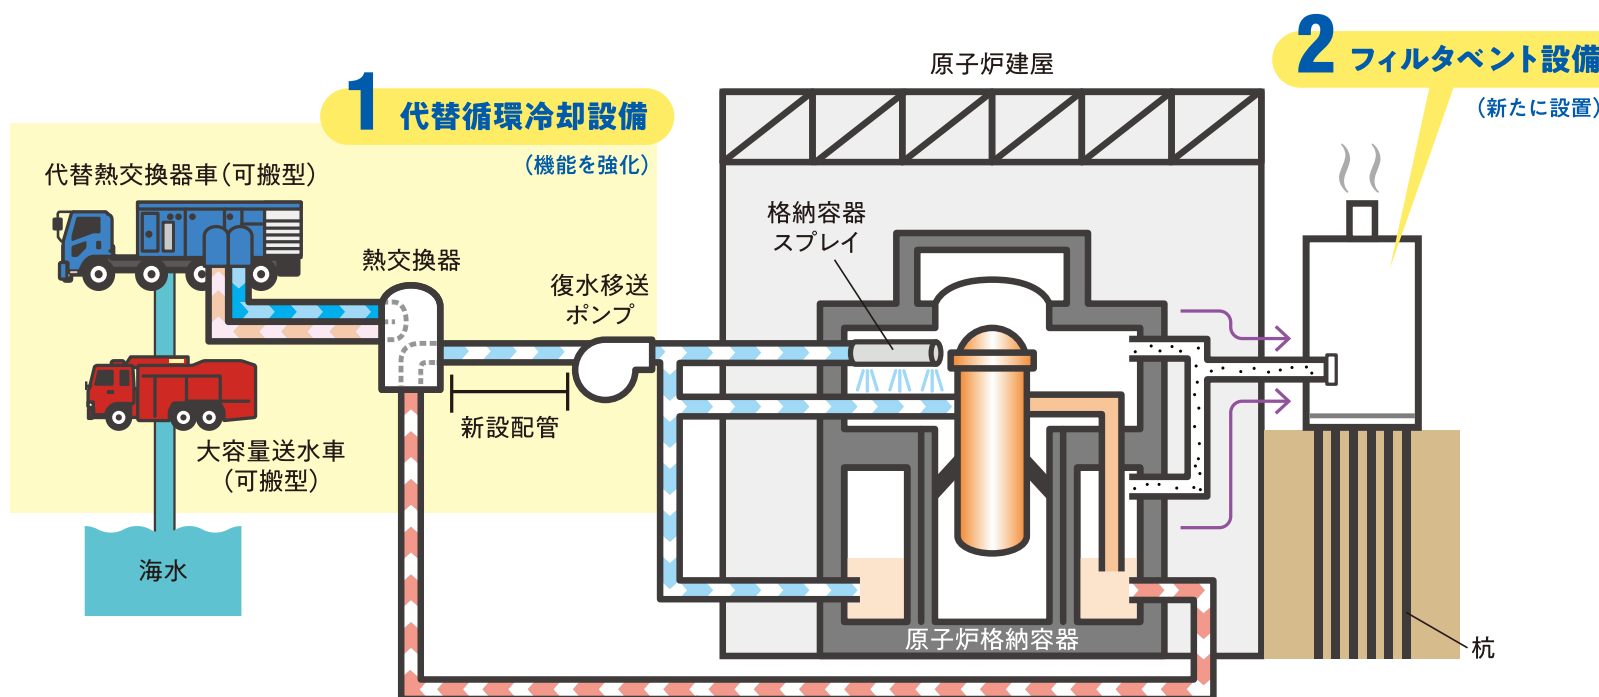 1 代替循環冷却設備
(機能を強化)
代替熱交換器車(可搬型)
熱交換器
復水移送
ポンプ
新設配管
大容量送水車
(可搬型)
海水
原子炉建屋
格納容器
スプレイ
原子炉格納容器
2 フィルタベント設備
(新たに設置)
杭